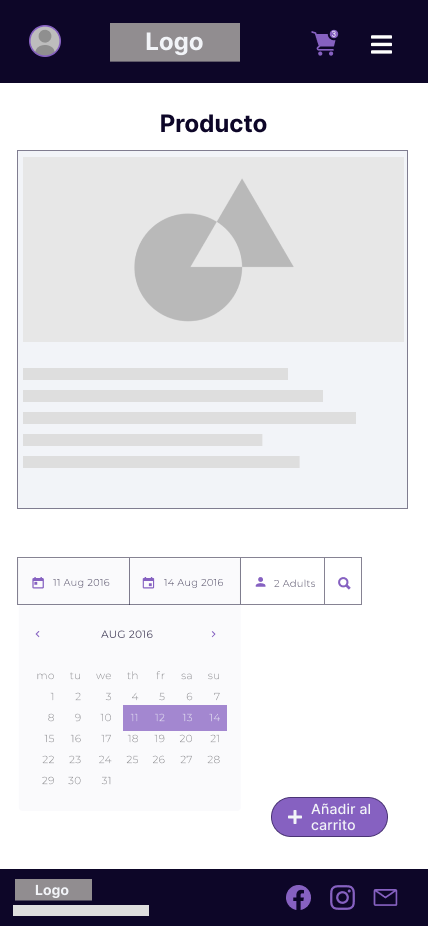 Logo
3
Producto
11 Aug 2016
14 Aug 2016
2 Adults
AUG 2016
mo tu we th fr sa su
1 2 3 4 5 6 7
8 9 10 11 12 13 14
15 16 17 18 19 20 21
22 23 24 25 26 27 28
29 30 31
Añadir al
carrito
Logo